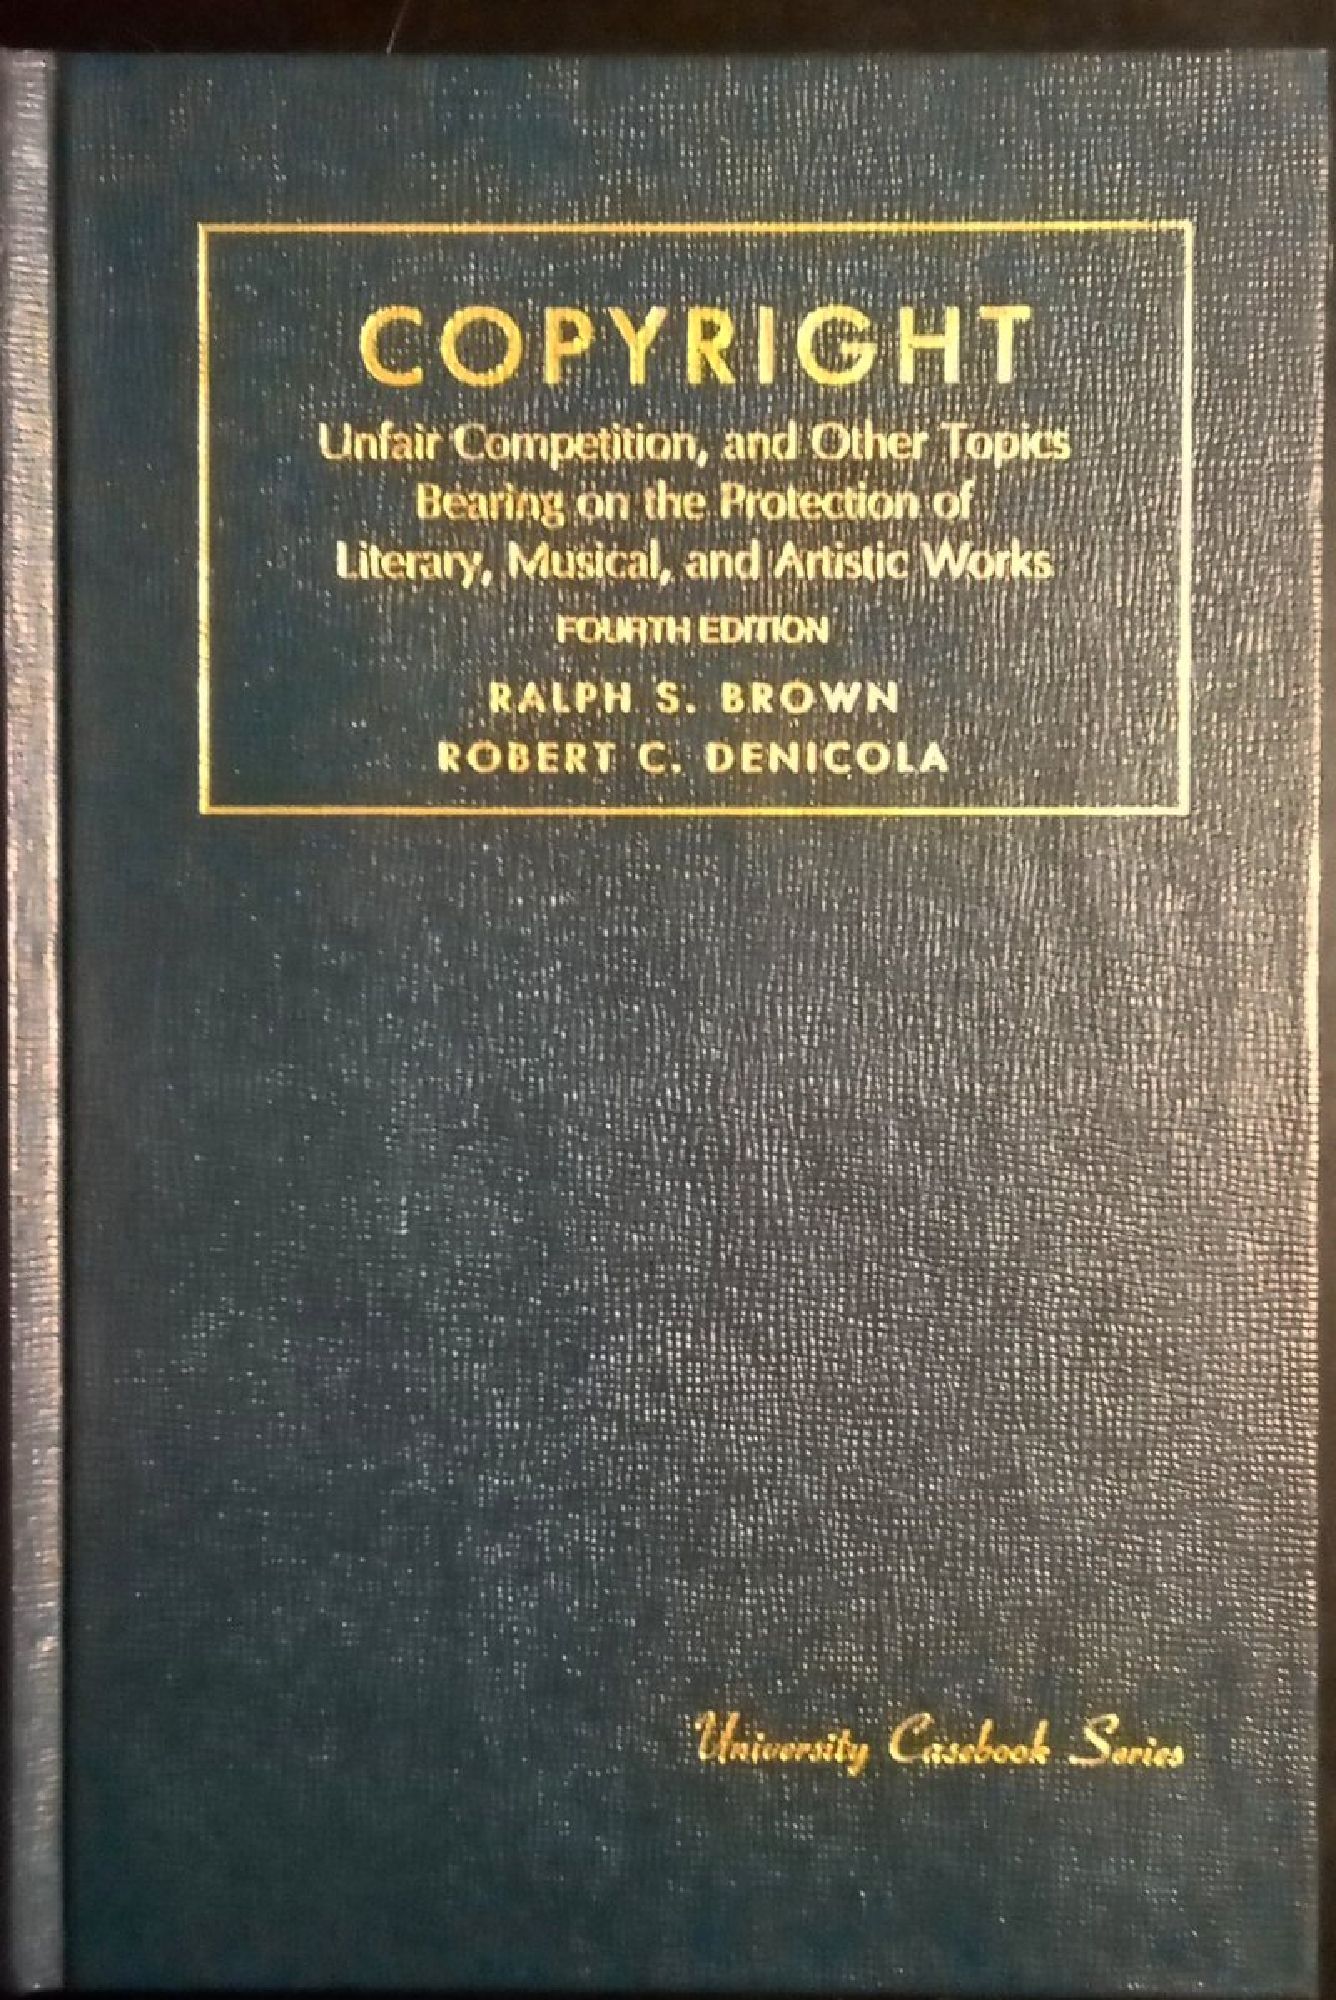 COPYRIGHT
Unfair Competition, and Other Topics
Bearing on the Protection of
Literary, Musical, and Artistic Works
FOURTH EDITION
RALPH S. BROWN
ROBERT C. DENICOLA
University Casebook Series